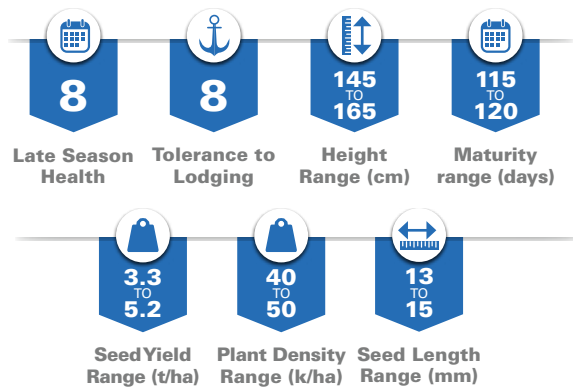 8
8
145
TO
165
115
TO
120
Late Season
Health
Tolerance to
Lodging
Height
Range (cm)
Maturity
range (days)
3.3
TO
5.2
40
TO
50
13
TO
15
Seed Yield
Range (t/ha)
Plant Density
Range (k/ha)
Seed Length
Range (mm)